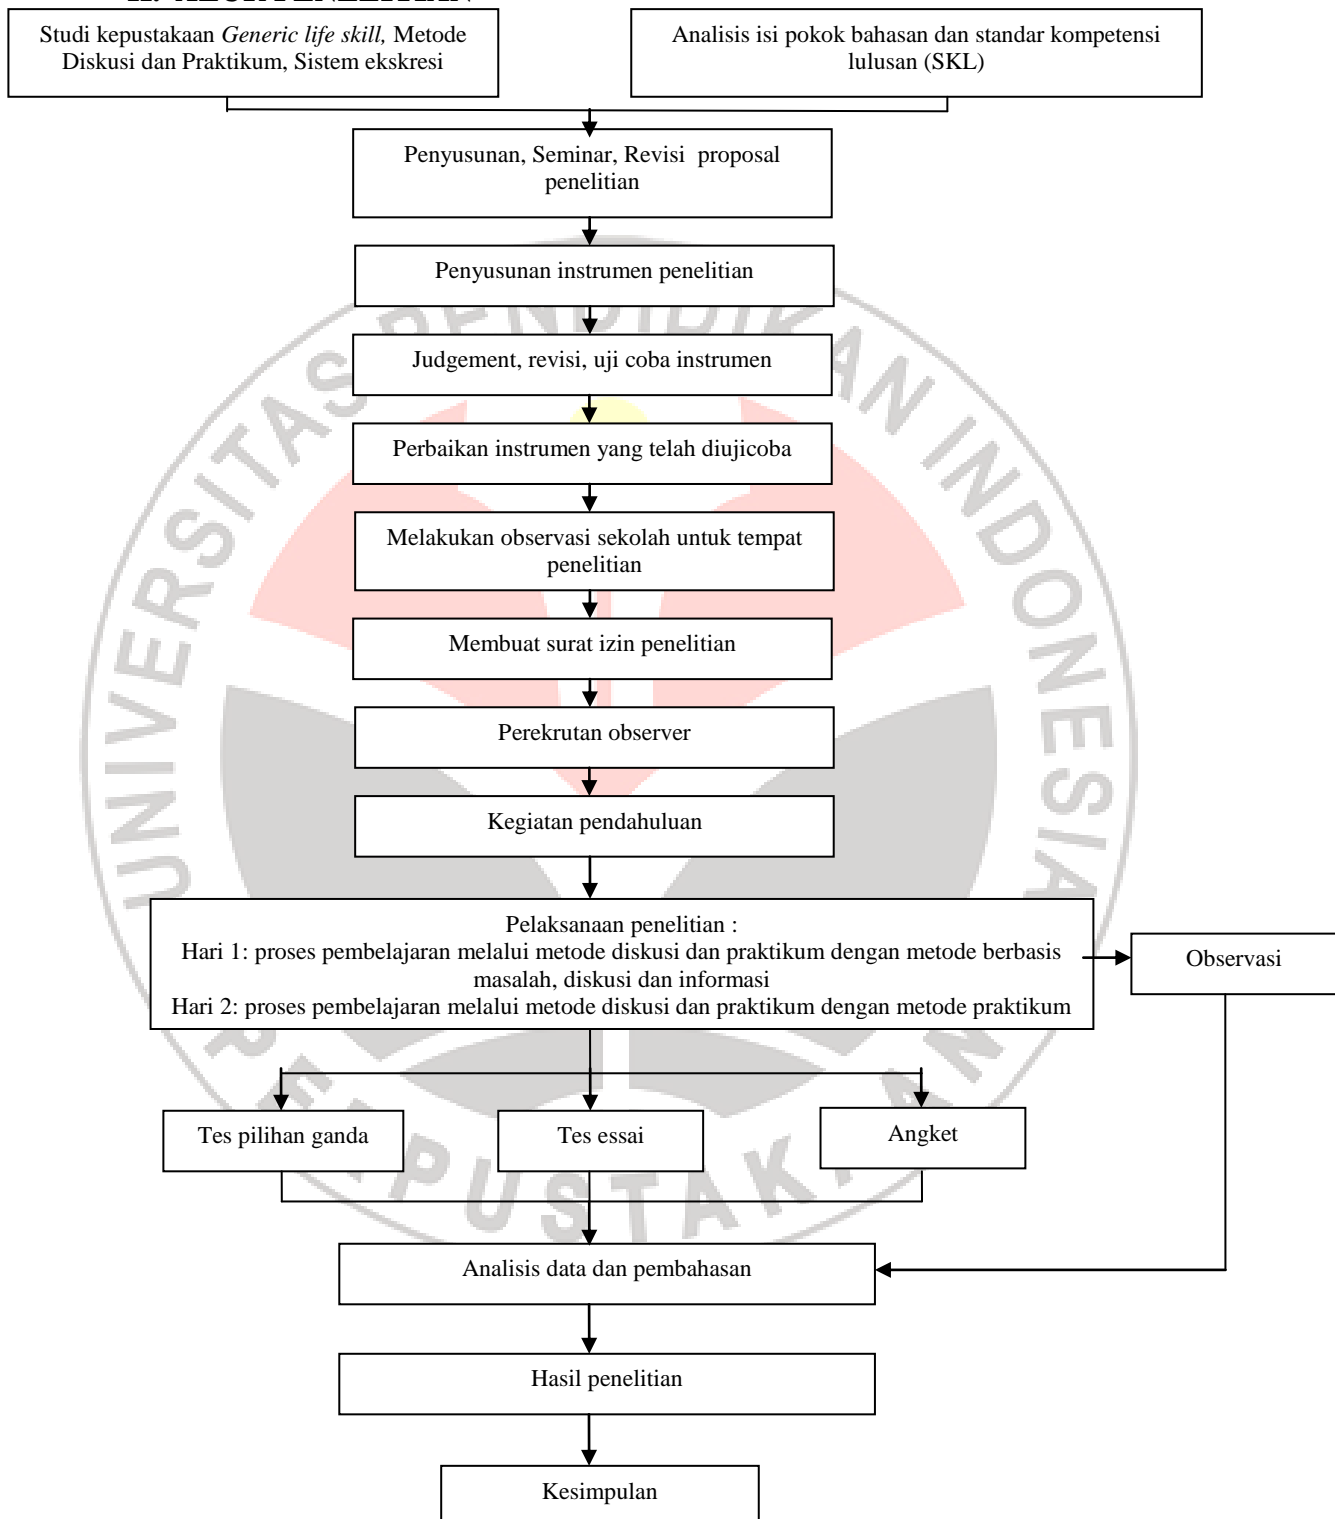 Studi kepustakaan Generic life skill, Metode
Diskusi dan Praktikum, Sistem ekskresi
Analisis isi pokok bahasan dan standar kompetensi
lulusan (SKL)
Penyusunan, Seminar, Revisi proposal
penelitian
Penyusunan instrumen penelitian
Judgement, revisi, uji coba instrumen
Perbaikan instrumen yang telah diujicoba
Melakukan observasi sekolah untuk tempat
penelitian
Membuat surat izin penelitian
Perekrutan observer
Kegiatan pendahuluan
Pelaksanaan penelitian :
Hari 1: proses pembelajaran melalui metode diskusi dan praktikum dengan metode berbasis
masalah, diskusi dan informasi
Hari 2: proses pembelajaran melalui metode diskusi dan praktikum dengan metode praktikum
Observasi
Tes pilihan ganda
Tes essai
Angket
Analisis data dan pembahasan
Hasil penelitian
Kesimpulan
UNIVERSITAS PENDIDIKAN INDONESIA